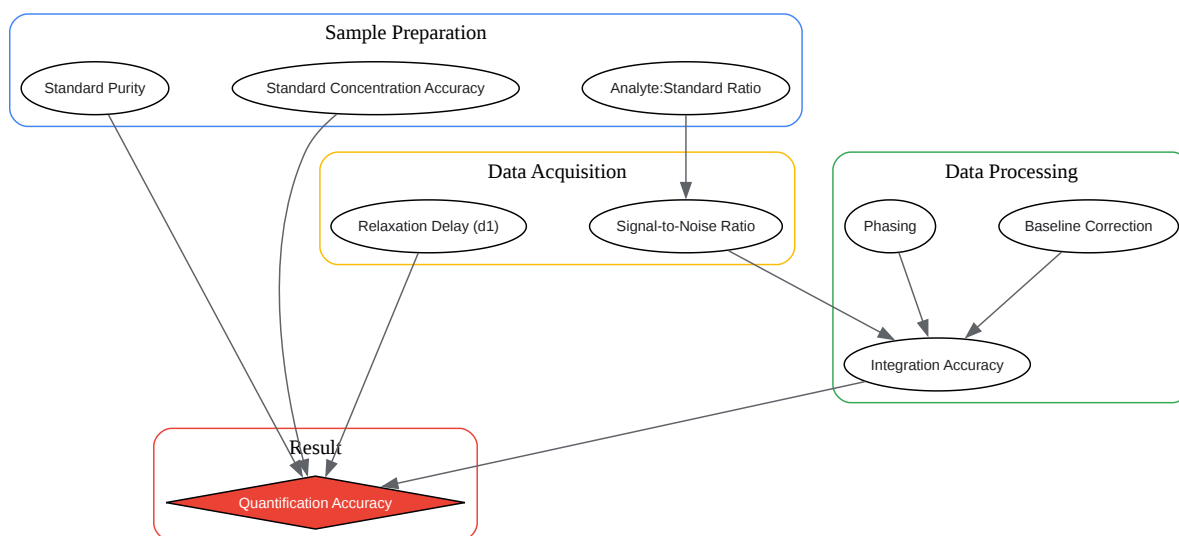 Sample Preparation
Standard Purity
Standard Concentration Accuracy
Analyte:Standard Ratio
Data Acquisition
Data Processing
Relaxation Delay (d1)
Signal-to-Noise Ratio
Phasing
Baseline Correction
Integration Accuracy
Result
Quantification Accuracy